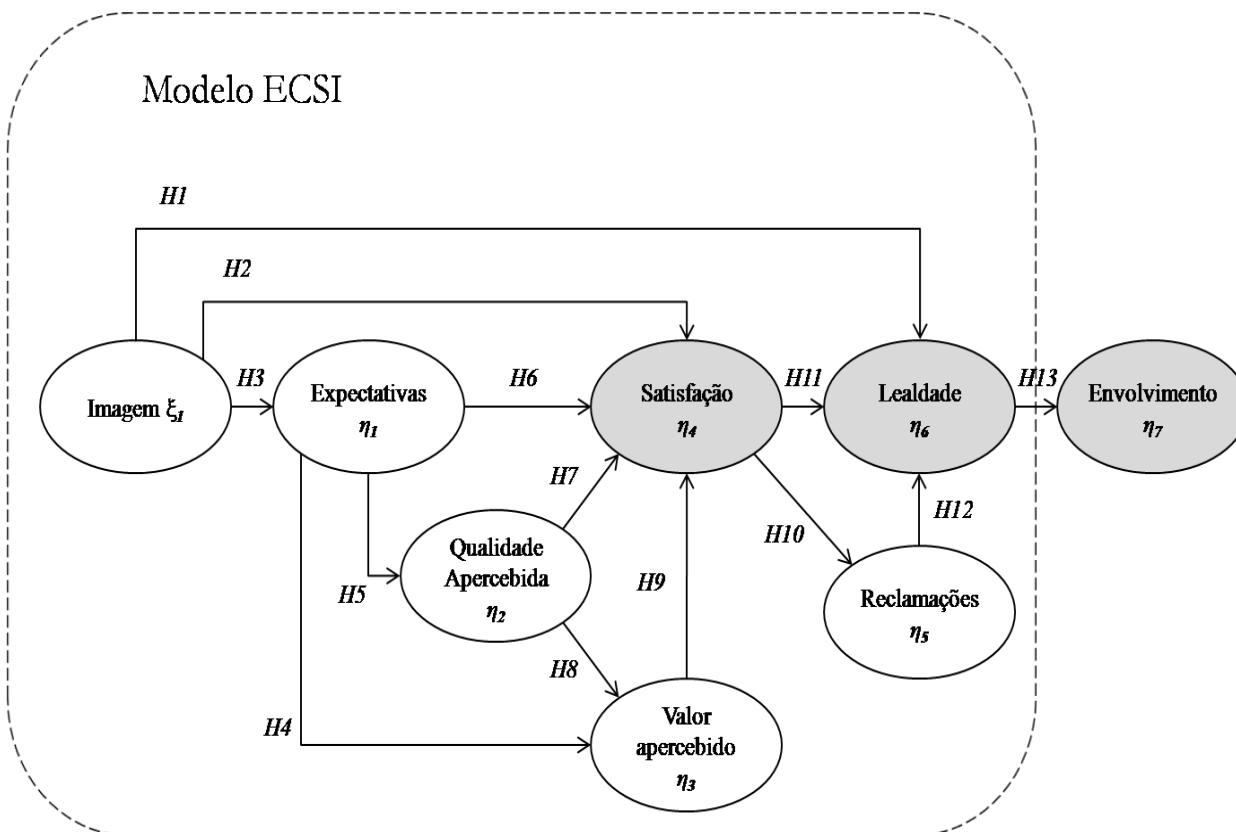 Modelo ECSI
H1
H2
H3
H6
H11
H13
Imagem ξ1
Expectativas
η1
Satisfação
η4
Lealdade
η6
Envolvimento
η7
H7
H10
H12
Qualidade
Apercebida
η2
H5
H9
Reclamações
η5
H8
H4
Valor
apercebido
η3